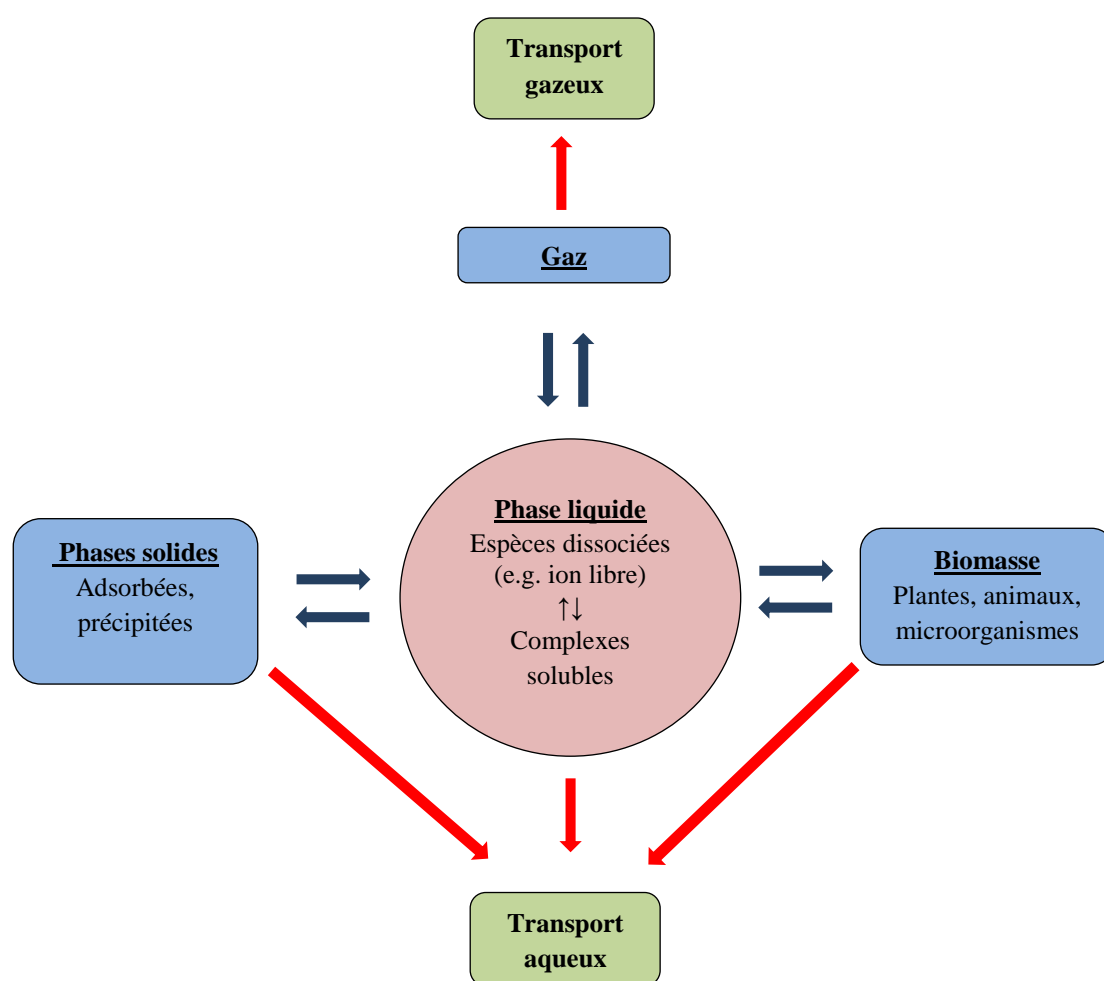 Transport
gazeux
Gaz
Phase liquide
Espèces dissociées
(e.g. ion libre)
↑↓
Complexes
solubles
Phases solides
Adsorbées,
précipitées
Biomasse
Plantes, animaux,
microorganismes
Transport
aqueux